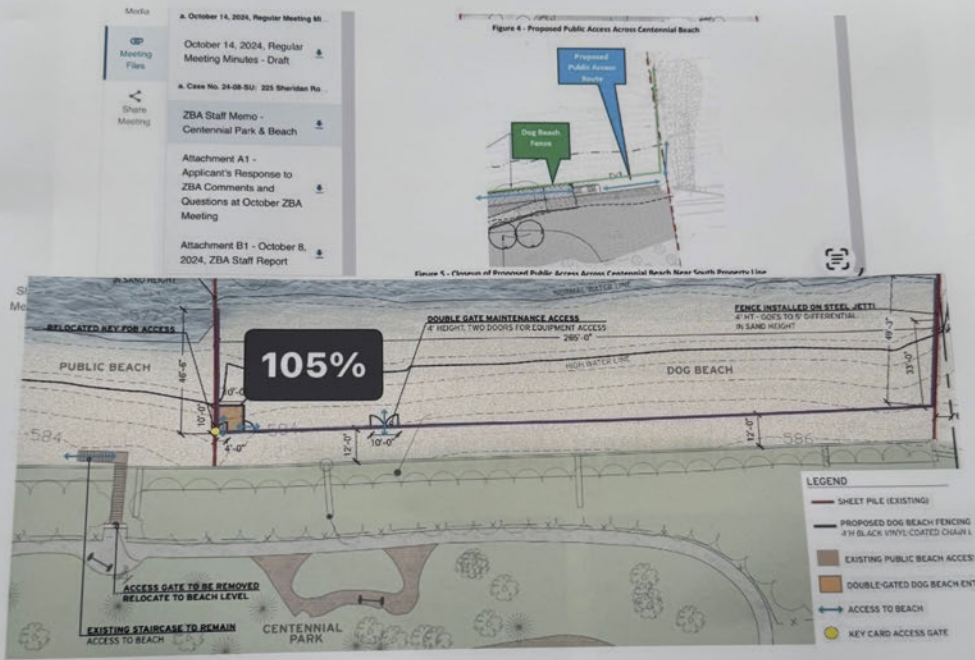 Media
Meeting
Files
Share
Meeting
a. October 14, 2024, Regular Meeting Mi...
October 14, 2024, Regular
Meeting Minutes - Draft
a. Case No. 24-08-SU: 225 Sheridan Ro...
ZBA Staff Memo -
Centennial Park & Beach
Attachment A1 -
Applicant's Response to
ZBA Comments and
Questions at October ZBA
Meeting
Attachment B1 - October 8,
2024, ZBA Staff Report
Figure 4 - Proposed Public Access Across Centennial Beach
Proposed
Public Access
Route
Dog Beach
Fence
Figure 5 - Closeup of Proposed Public Access Across Centennial Beach Near South Property Line
IN SAND HEIGHT
NORMAL WATER LINE
RELOCATED KEY FOB ACCESS
DOUBLE GATE MAINTENANCE ACCESS
4' HEIGHT, TWO DOORS FOR EQUIPMENT ACCESS
265'-0"
FENCE INSTALLED ON STEEL JETTI
4' HT - GOES TO 5' DIFFERENTIAL
IN SAND HEIGHT
PUBLIC BEACH
46'-6"
105%
HIGH WATER LINE
DOG BEACH
33'-0"
10'-0"
10'-0"
4'-0"
10'-0"
12'-0"
12'-0"
584
586
ACCESS GATE TO BE REMOVED
RELOCATE TO BEACH LEVEL
EXISTING STAIRCASE TO REMAIN
ACCESS TO BEACH
CENTENNIAL
PARK
LEGEND
SHEET PILE (EXISTING)
PROPOSED DOG BEACH FENCING
4'H BLACK VINYL-COATED CHAIN L
EXISTING PUBLIC BEACH ACCES
DOUBLE-GATED DOG BEACH ENT
ACCESS TO BEACH
KEY CARD ACCESS GATE